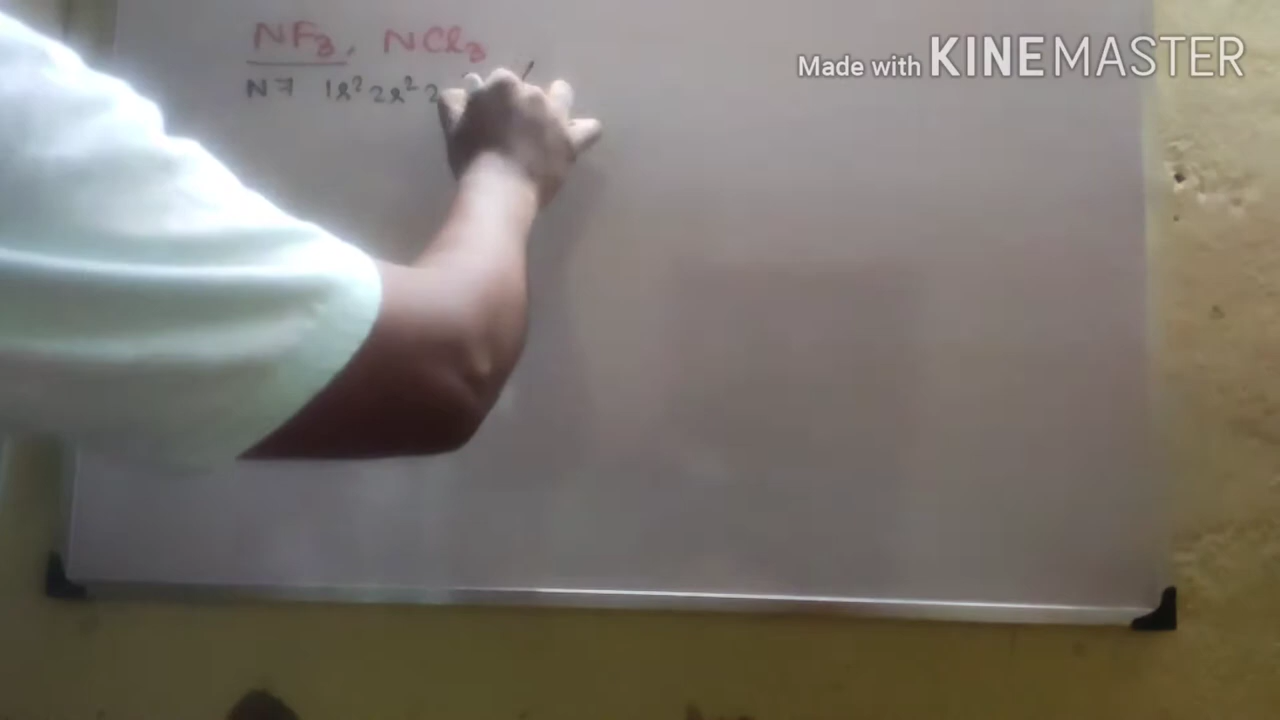 NF₃, NCl₃
N 7 1s² 2s² 2
Made with KINEMASTER